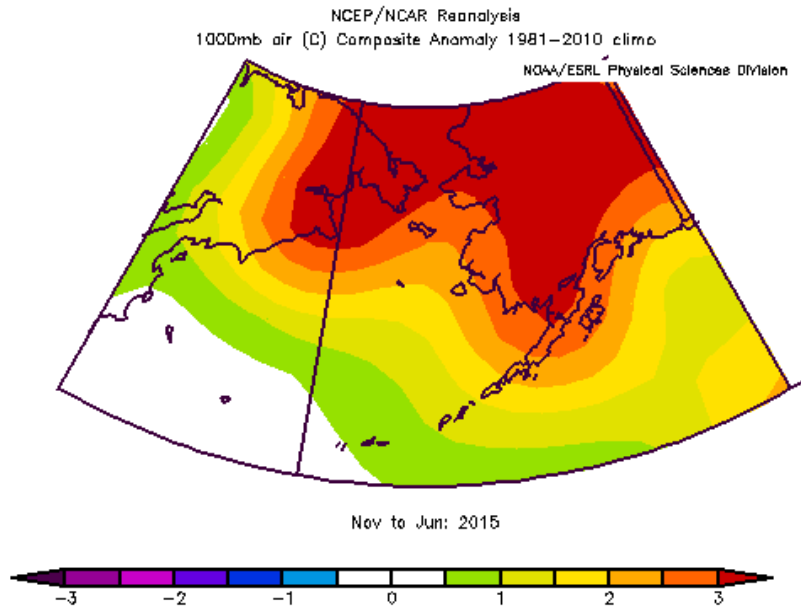 NCEP/NCAR Reanalysis
1000mb air (C) Composite Anomaly 1981-2010 climo
NOAA/ESRL Physical Sciences Division
Nov to Jun: 2015
-3 -2 -1 0 1 2 3